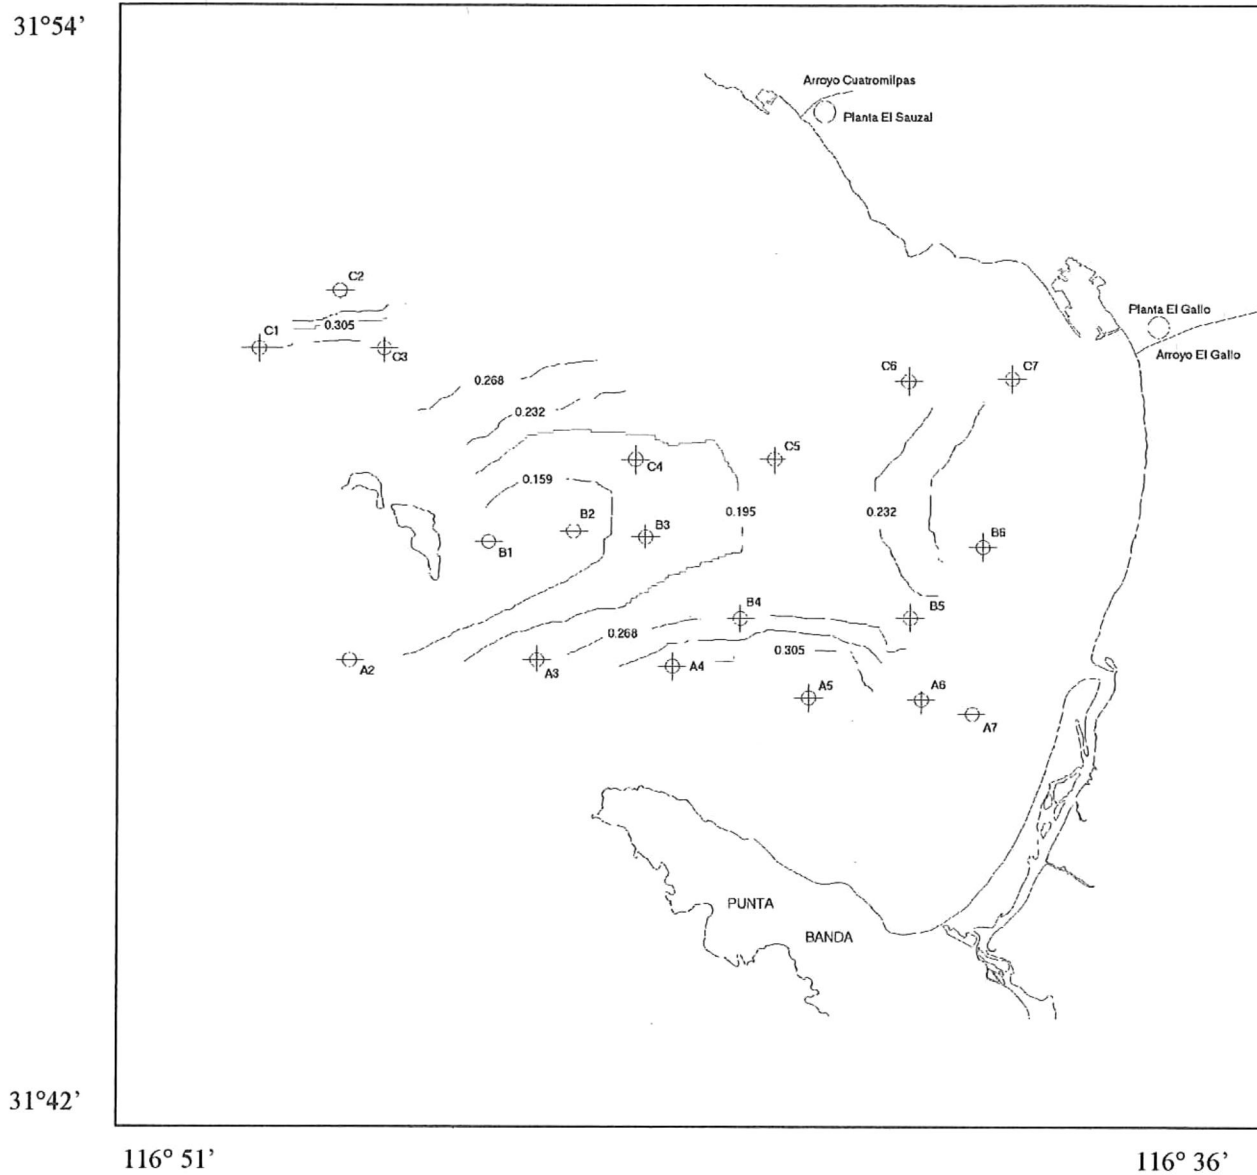 31°54’
Arroyo Cuatromilpas
Planta El Sauzal
C2
Planta El Gallo
0.305
C1
C3
Arroyo El Gallo
C6
C7
0.268
0.232
C5
C4
0.159
0.195
0.232
B2
B3
B1
B6
B4
B5
0.268
0.305
A2
A3
A4
A5
A6
A7
PUNTA
BANDA
31°42’
116° 51’
116° 36’